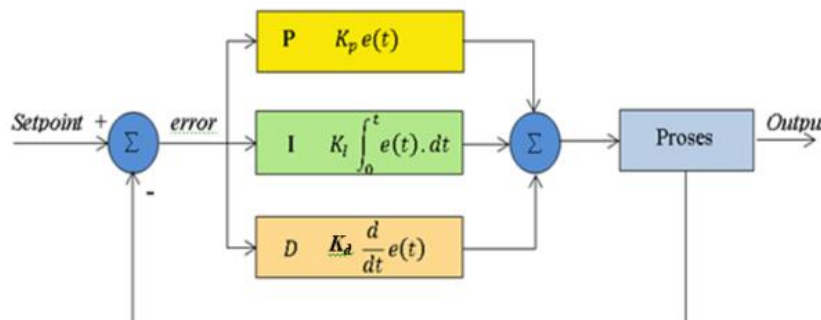 P K_p e(t)
Setpoint + Σ error I K_I ∫_0^t e(t).dt Σ Proses Output
-
D K_d d/dt e(t)